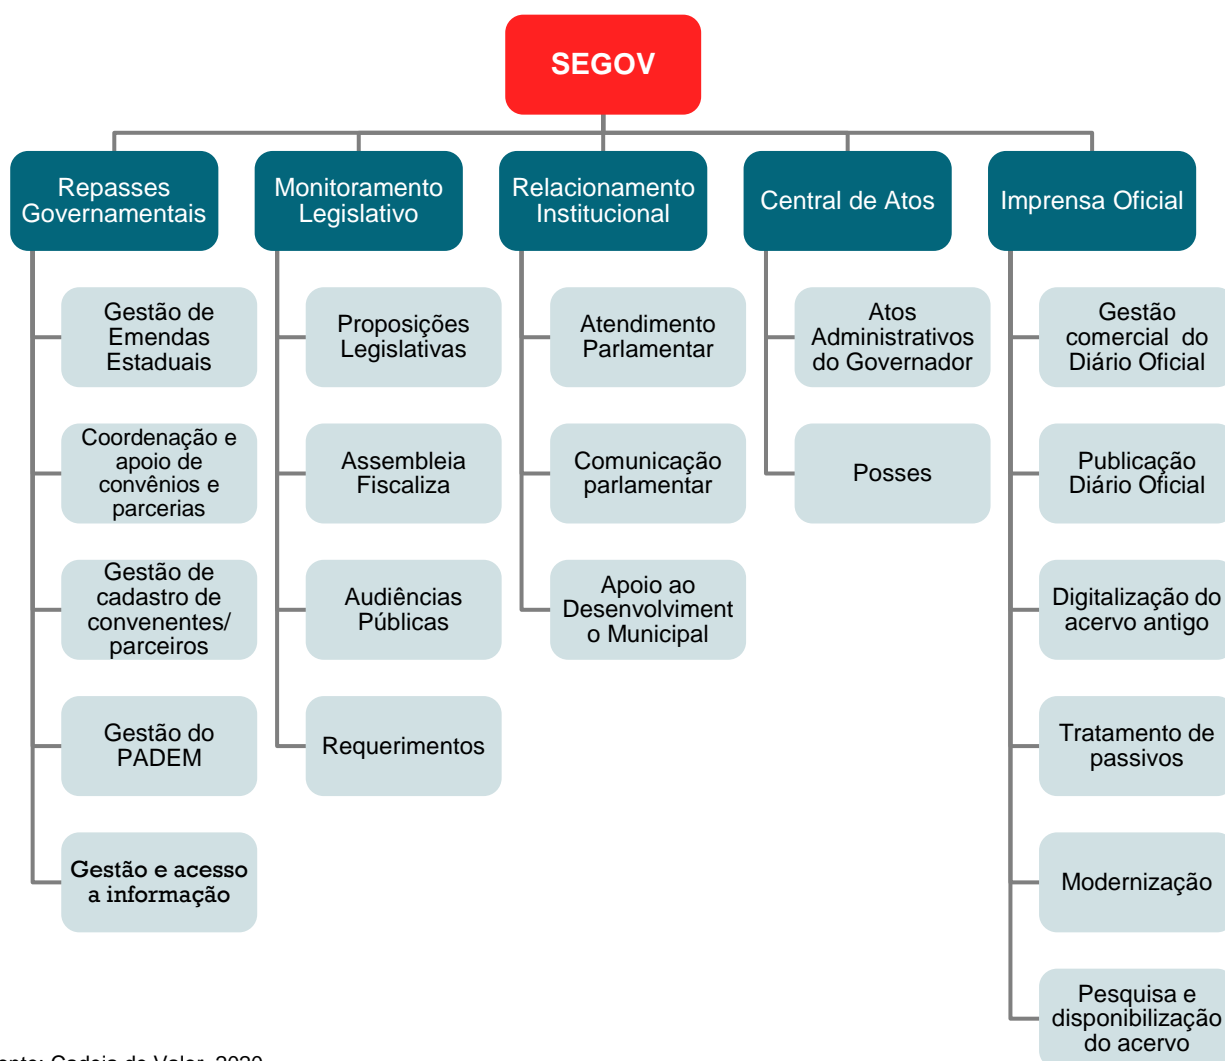 SEGOV
Repasses
Governamentais
Monitoramento
Legislativo
Relacionamento
Institucional
Central de Atos
Imprensa Oficial
Gestão de
Emendas
Estaduais
Coordenação e
apoio de
convênios e
parcerias
Gestão de
cadastro de
convenentes/
parceiros
Gestão do
PADEM
Gestão e acesso
a informação
Proposições
Legislativas
Assembleia
Fiscaliza
Audiências
Públicas
Requerimentos
Atendimento
Parlamentar
Comunicação
parlamentar
Apoio ao
Desenvolviment
o Municipal
Atos
Administrativos
do Governador
Posses
Gestão
comercial do
Diário Oficial
Publicação
Diário Oficial
Digitalização do
acervo antigo
Tratamento de
passivos
Modernização
Pesquisa e
disponibilização
do acervo